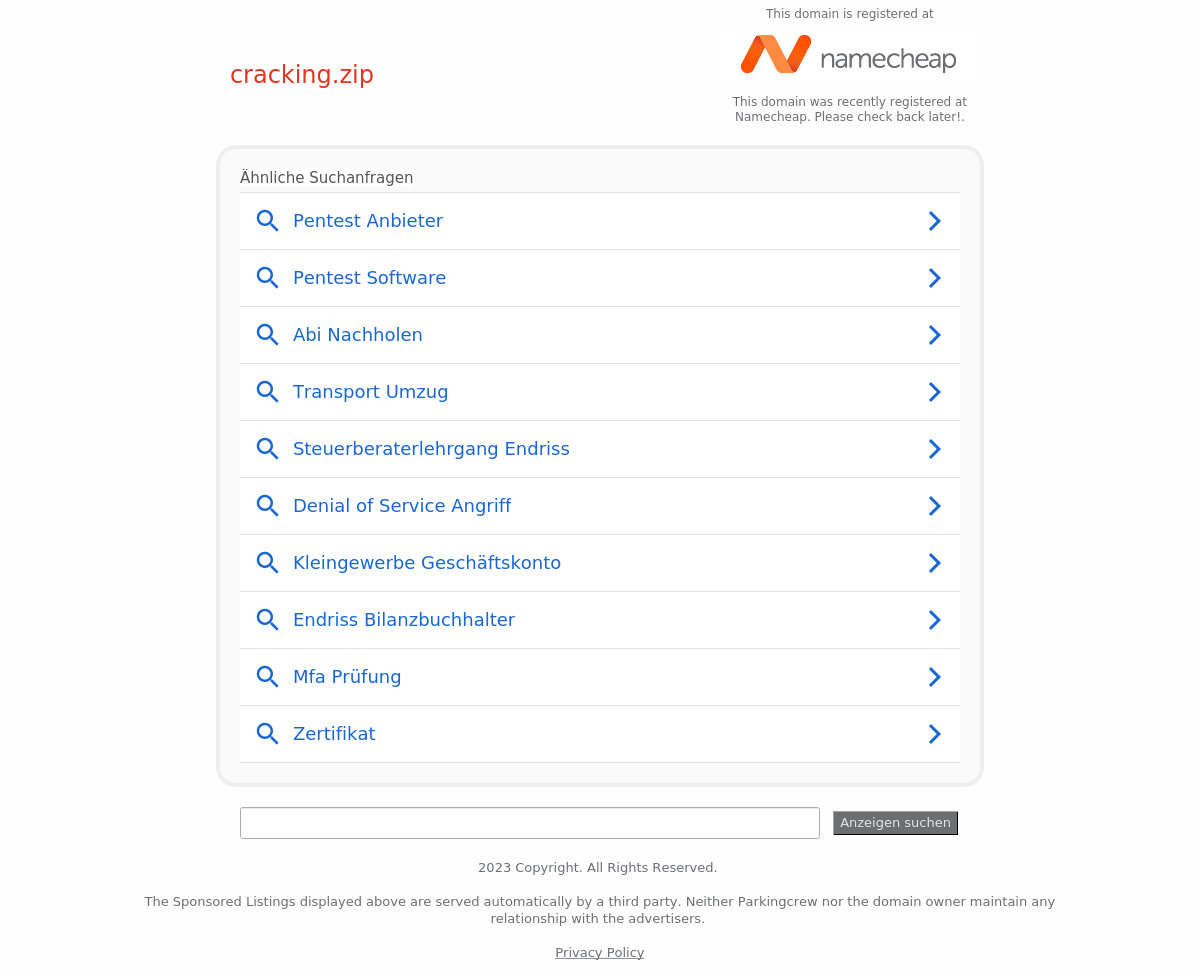 This domain is registered at
namecheap
cracking.zip
This domain was recently registered at
Namecheap. Please check back later!.
Ähnliche Suchanfragen
Pentest Anbieter
Pentest Software
Abi Nachholen
Transport Umzug
Steuerberaterlehrgang Endriss
Denial of Service Angriff
Kleingewerbe Geschäftskonto
Endriss Bilanzbuchhalter
Mfa Prüfung
Zertifikat
Anzeigen suchen
2023 Copyright. All Rights Reserved.
The Sponsored Listings displayed above are served automatically by a third party. Neither Parkingcrew nor the domain owner maintain any
relationship with the advertisers.
Privacy Policy